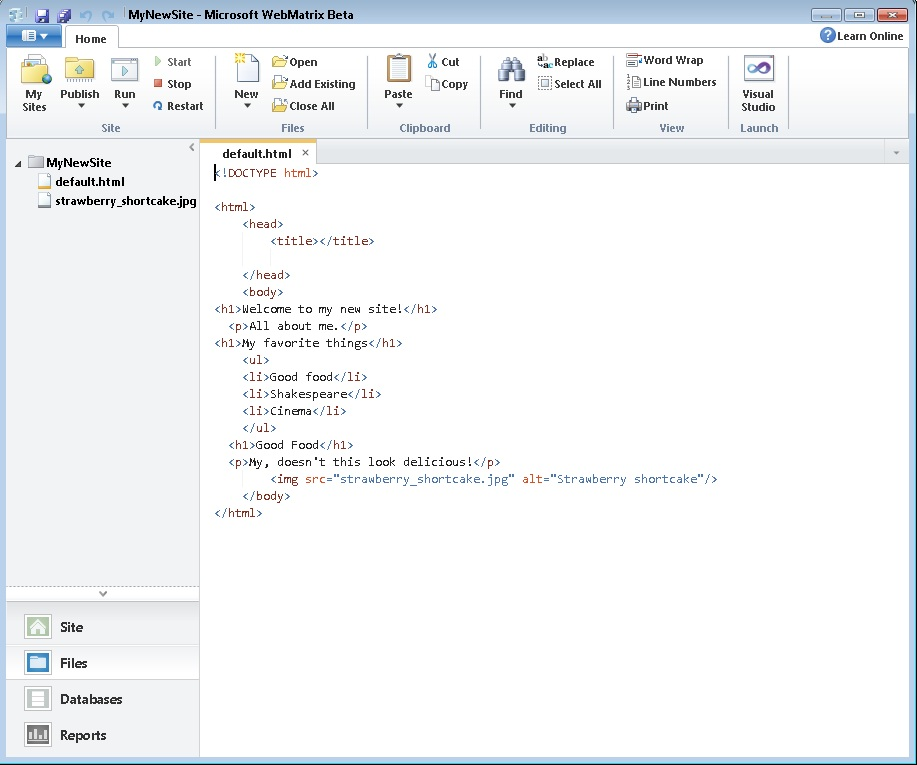 MyNewSite - Microsoft WebMatrix Beta
Home
Learn Online
My Sites
Publish
Run
Start
Stop
Restart
Site
New
Open
Add Existing
Close All
Files
Paste
Cut
Copy
Clipboard
Find
Replace
Select All
Editing
Word Wrap
Line Numbers
Print
View
Visual Studio
Launch
MyNewSite
default.html
strawberry_shortcake.jpg
default.html ×
<!DOCTYPE html>
<html>
<head>
<title></title>
</head>
<body>
<h1>Welcome to my new site!</h1>
<p>All about me.</p>
<h1>My favorite things</h1>
<ul>
<li>Good food</li>
<li>Shakespeare</li>
<li>Cinema</li>
</ul>
<h1>Good Food</h1>
<p>My, doesn't this look delicious!</p>
<img src="strawberry_shortcake.jpg" alt="Strawberry shortcake"/>
</body>
</html>
Site
Files
Databases
Reports